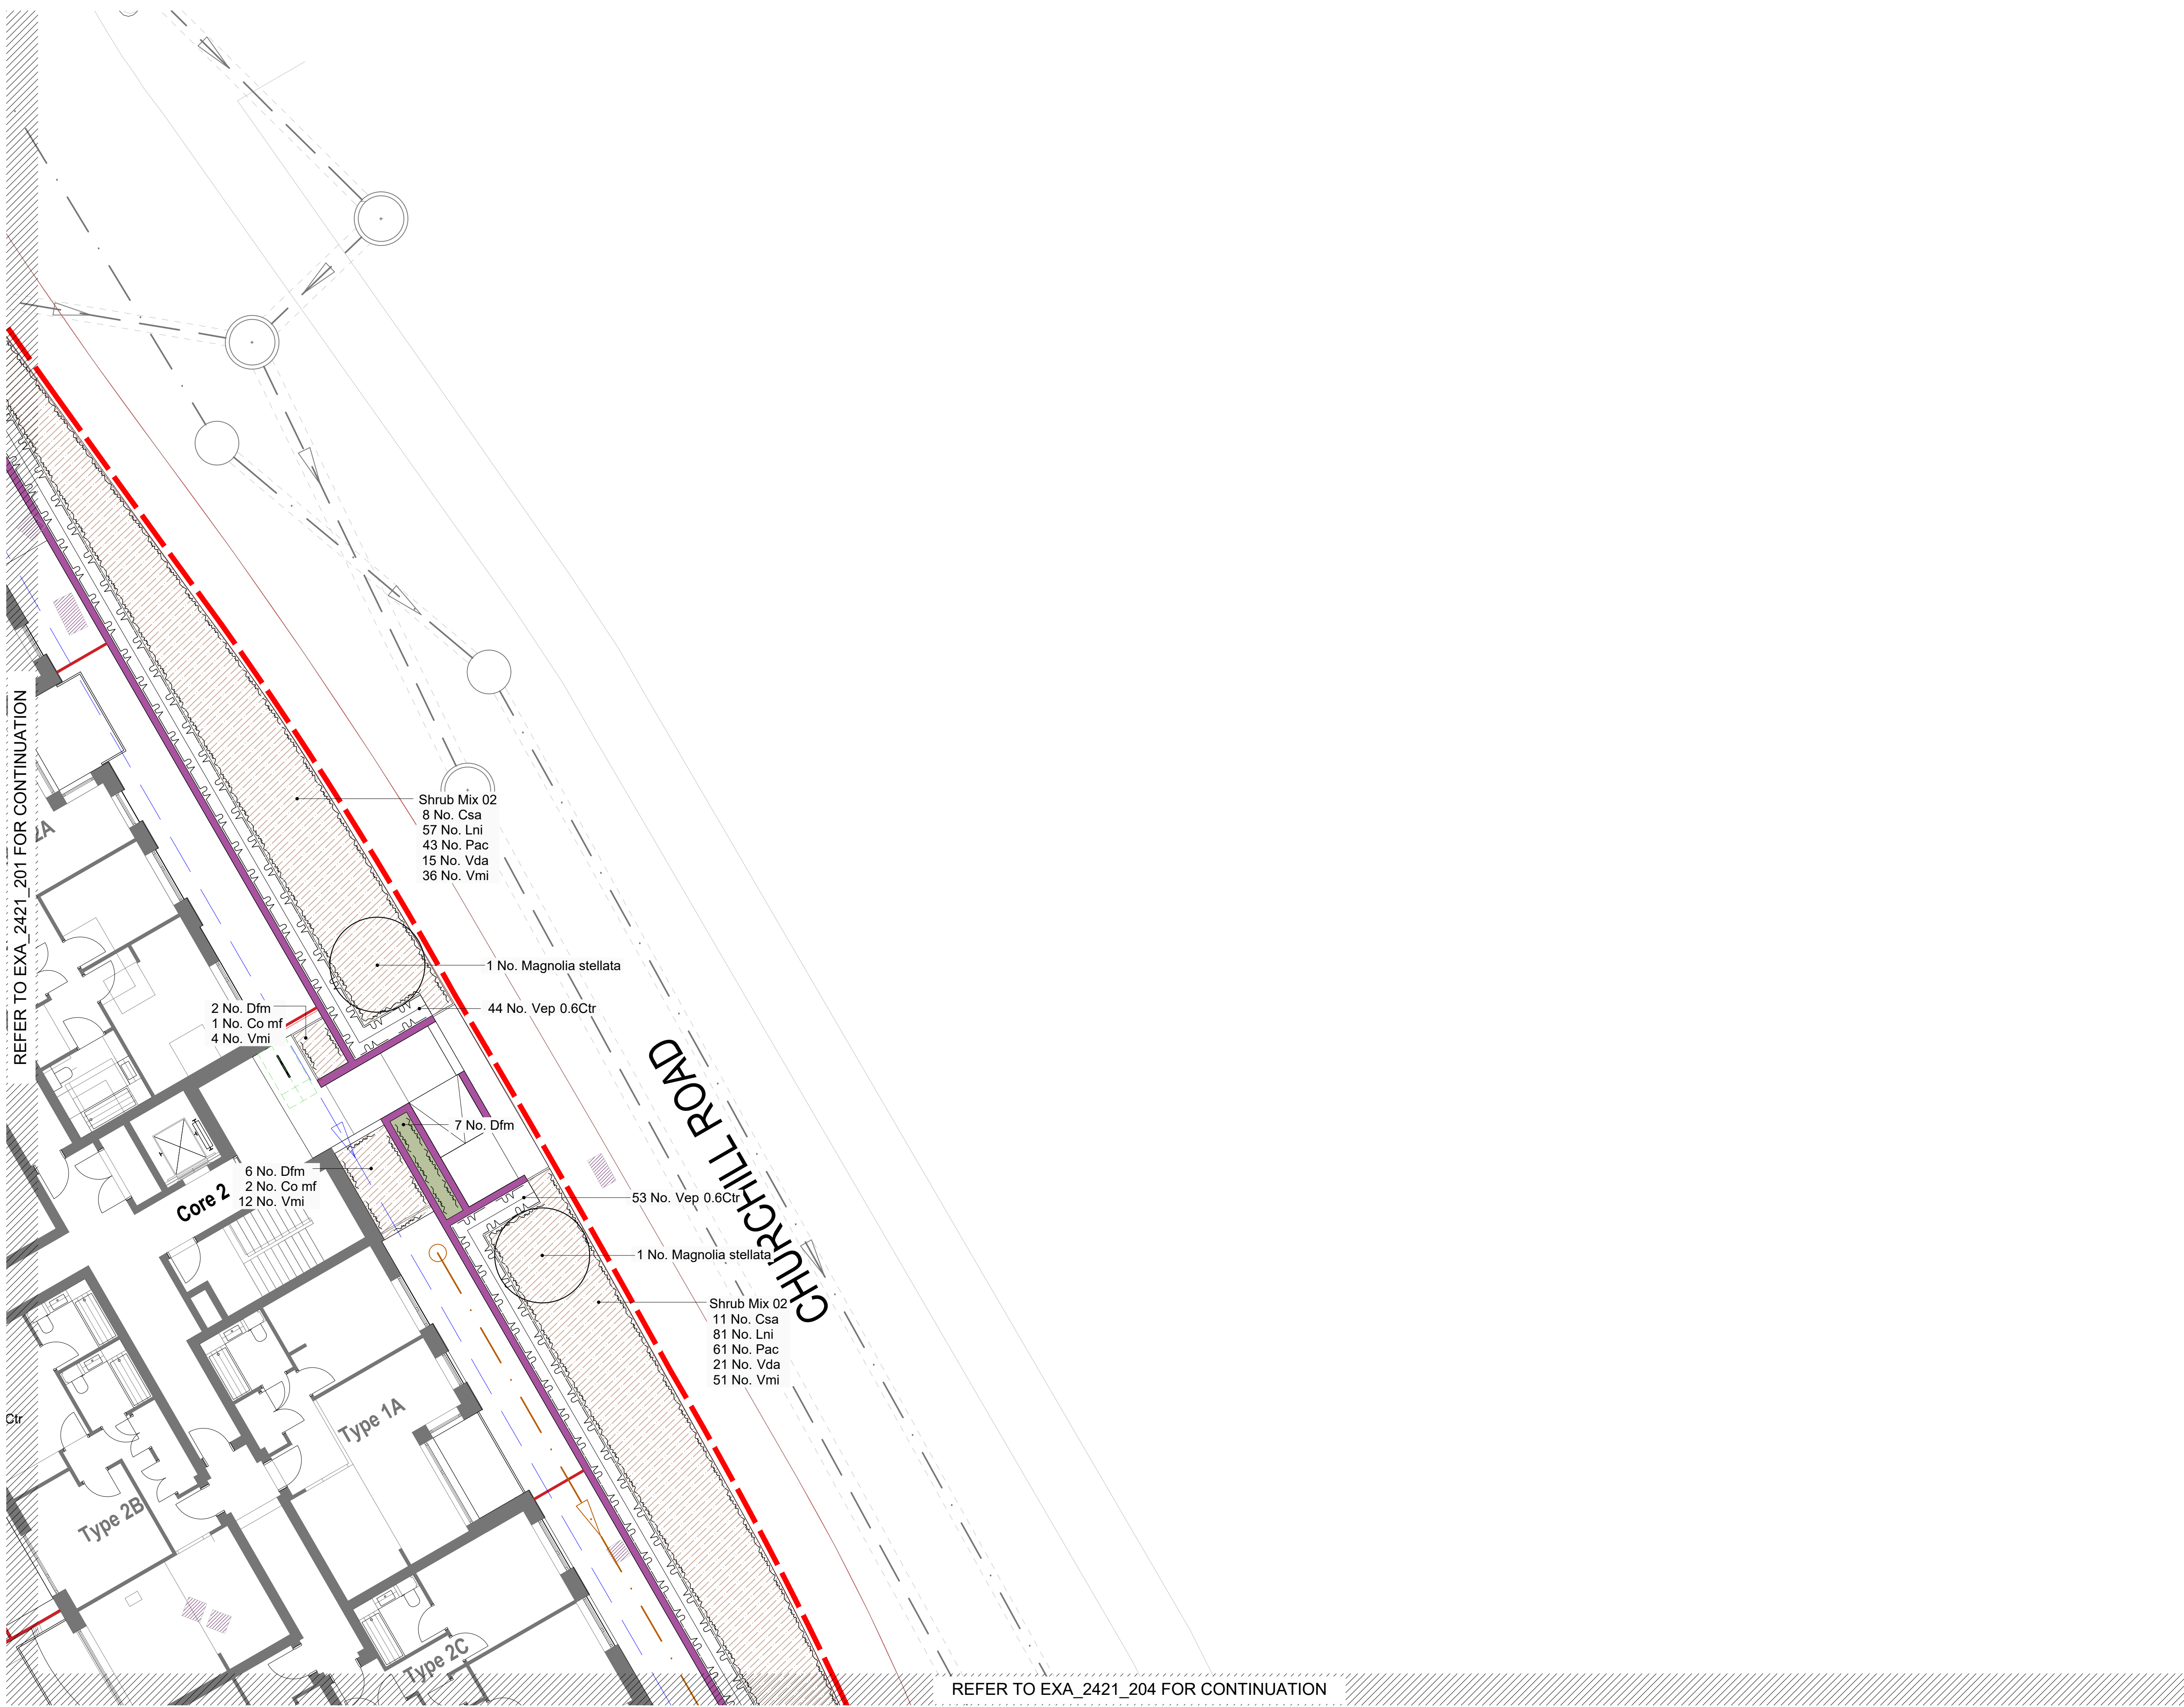 REFER TO EXA_2421_201 FOR CONTINUATION
2A
Shrub Mix 02
8 No. Csa
57 No. Lni
43 No. Pac
15 No. Vda
36 No. Vmi
1 No. Magnolia stellata
44 No. Vep 0.6Ctr
2 No. Dfm
1 No. Co mf
4 No. Vmi
CHURCHILL ROAD
7 No. Dfm
6 No. Dfm
2 No. Co mf
12 No. Vmi
Core 2
53 No. Vep 0.6Ctr
1 No. Magnolia stellata
Shrub Mix 02
11 No. Csa
81 No. Lni
61 No. Pac
21 No. Vda
51 No. Vmi
Ctr
Type 1A
Type 2B
Type 2C
REFER TO EXA_2421_204 FOR CONTINUATION